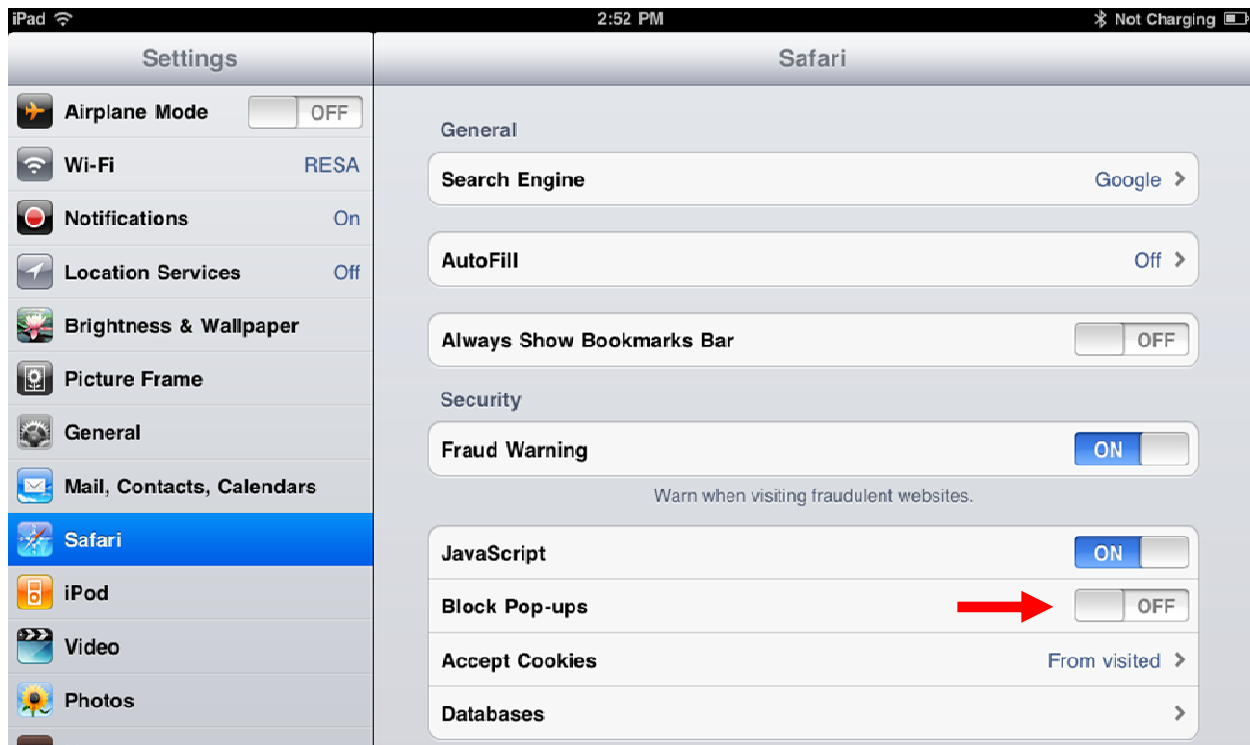 iPad 2:52 PM Not Charging
Settings
Airplane Mode OFF
Wi-Fi RESA
Notifications On
Location Services Off
Brightness & Wallpaper
Picture Frame
General
Mail, Contacts, Calendars
Safari
iPod
Video
Photos
Safari
General
Search Engine Google
AutoFill Off
Always Show Bookmarks Bar OFF
Security
Fraud Warning ON
Warn when visiting fraudulent websites.
JavaScript ON
Block Pop-ups OFF
Accept Cookies From visited
Databases